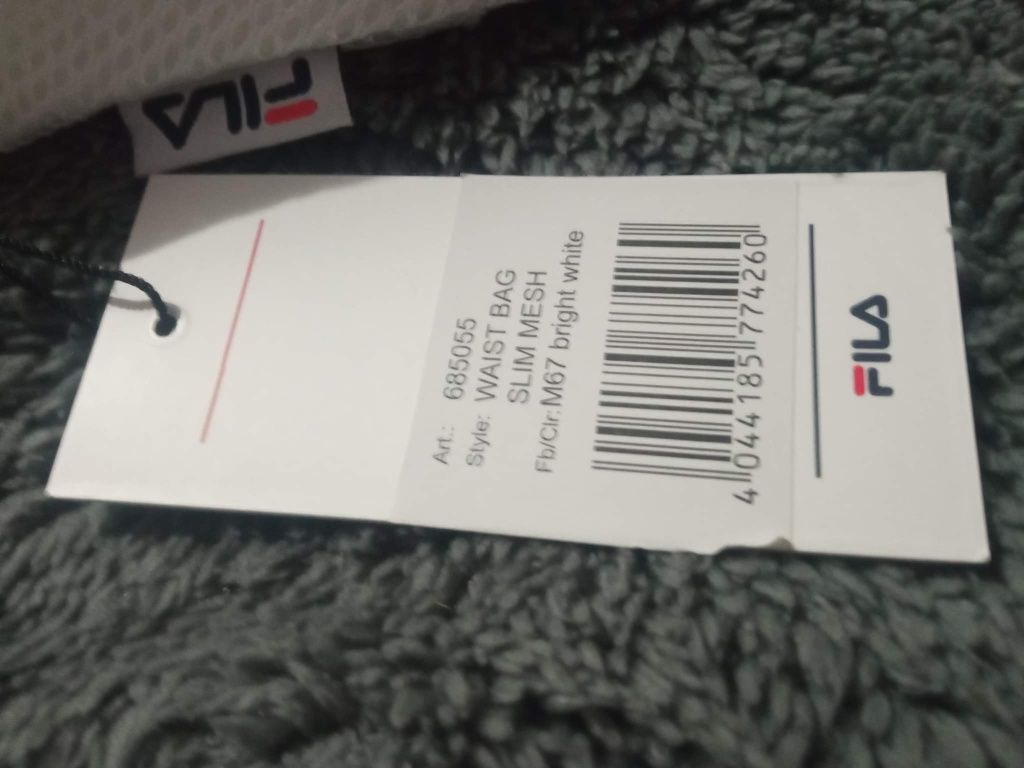 FILA
Art.: 685055
Style: WAIST BAG
SLIM MESH
Fb/Clr: M67 bright white
4 044185 774260
FILA